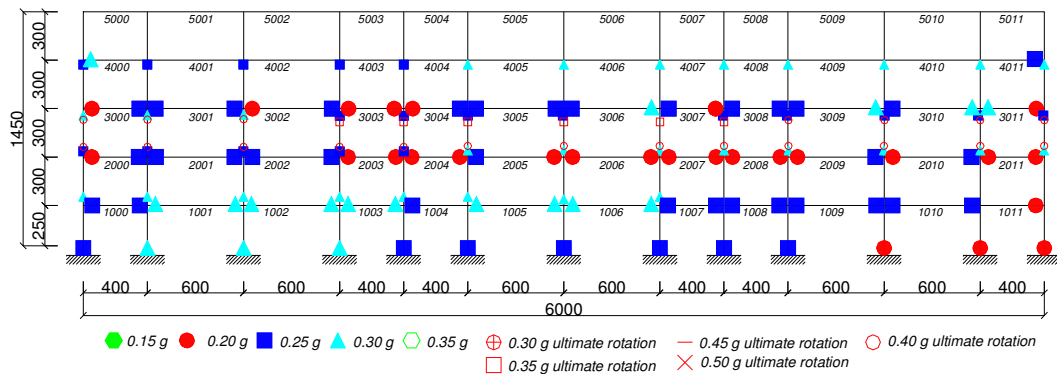 300 5000 5001 5002 5003 5004 5005 5006 5007 5008 5009 5010 5011
300 4000 4001 4002 4003 4004 4005 4006 4007 4008 4009 4010 4011
1450 300 3000 3001 3002 3003 3004 3005 3006 3007 3008 3009 3010 3011
300 2000 2001 2002 2003 2004 2005 2006 2007 2008 2009 2010 2011
250 1000 1001 1002 1003 1004 1005 1006 1007 1008 1009 1010 1011
400 600 600 400 400 600 600 400 400 600 600 400
6000
0.15 g 0.20 g 0.25 g 0.30 g 0.35 g 0.30 g ultimate rotation 0.45 g ultimate rotation 0.40 g ultimate rotation
0.35 g ultimate rotation 0.50 g ultimate rotation